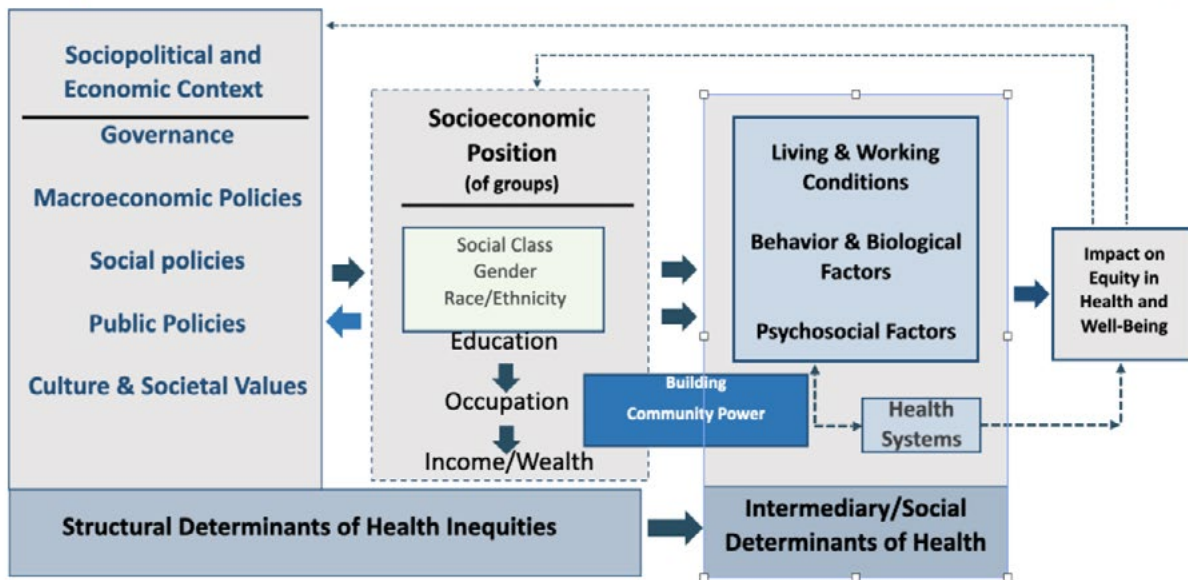 Sociopolitical and
Economic Context
Governance
Macroeconomic Policies
Social policies
Public Policies
Culture & Societal Values
Socioeconomic
Position
(of groups)
Social Class
Gender
Race/Ethnicity
Education
Occupation
Income/Wealth
Building
Community Power
Living & Working
Conditions
Behavior & Biological
Factors
Psychosocial Factors
Health
Systems
Impact on
Equity in
Health and
Well-Being
Structural Determinants of Health Inequities
Intermediary/Social
Determinants of Health